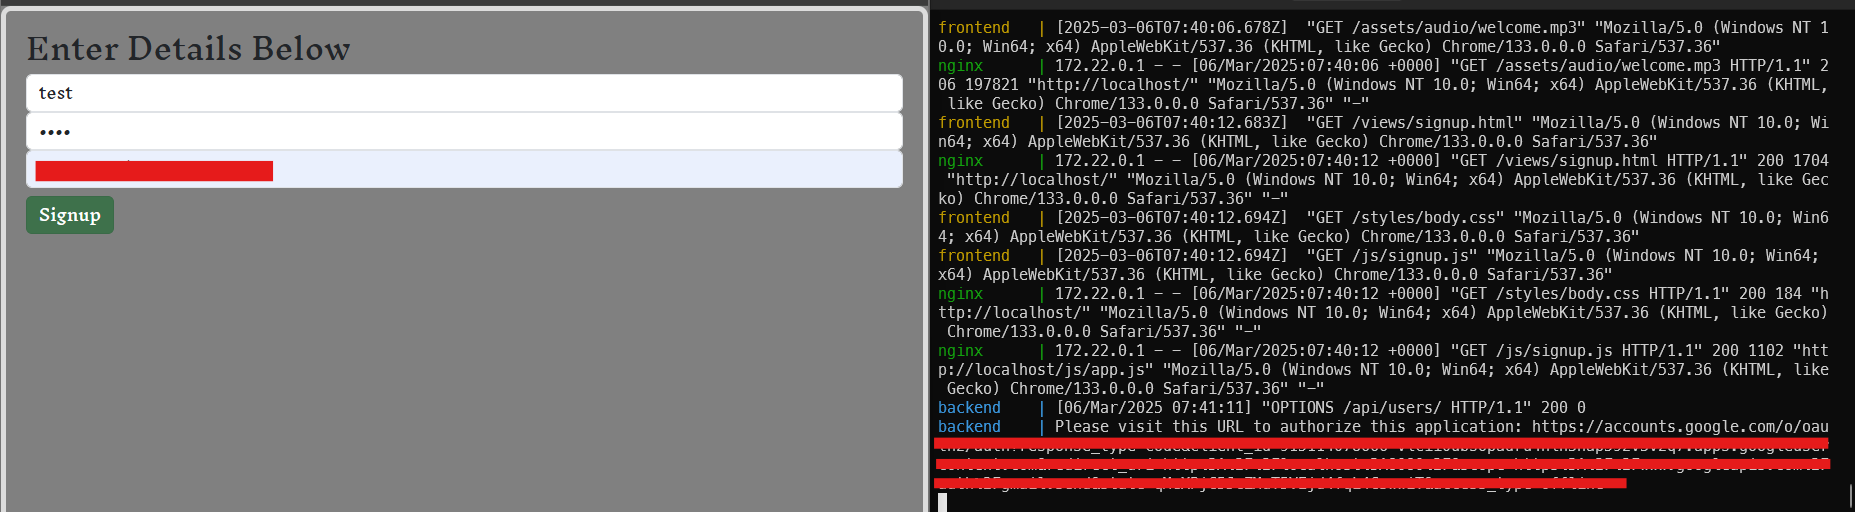 Enter Details Below
test
••••
Signup
frontend   | [2025-03-06T07:40:06.678Z]  "GET /assets/audio/welcome.mp3" "Mozilla/5.0 (Windows NT 1
0.0; Win64; x64) AppleWebKit/537.36 (KHTML, like Gecko) Chrome/133.0.0.0 Safari/537.36"
nginx      | 172.22.0.1 - - [06/Mar/2025:07:40:06 +0000] "GET /assets/audio/welcome.mp3 HTTP/1.1" 2
06 197821 "http://localhost/" "Mozilla/5.0 (Windows NT 10.0; Win64; x64) AppleWebKit/537.36 (KHTML,
 like Gecko) Chrome/133.0.0.0 Safari/537.36" "-"
frontend   | [2025-03-06T07:40:12.683Z]  "GET /views/signup.html" "Mozilla/5.0 (Windows NT 10.0; Wi
n64; x64) AppleWebKit/537.36 (KHTML, like Gecko) Chrome/133.0.0.0 Safari/537.36"
nginx      | 172.22.0.1 - - [06/Mar/2025:07:40:12 +0000] "GET /views/signup.html HTTP/1.1" 200 1704
 "http://localhost/" "Mozilla/5.0 (Windows NT 10.0; Win64; x64) AppleWebKit/537.36 (KHTML, like Gec
ko) Chrome/133.0.0.0 Safari/537.36" "-"
frontend   | [2025-03-06T07:40:12.694Z]  "GET /styles/body.css" "Mozilla/5.0 (Windows NT 10.0; Win6
4; x64) AppleWebKit/537.36 (KHTML, like Gecko) Chrome/133.0.0.0 Safari/537.36"
frontend   | [2025-03-06T07:40:12.694Z]  "GET /js/signup.js" "Mozilla/5.0 (Windows NT 10.0; Win64;
x64) AppleWebKit/537.36 (KHTML, like Gecko) Chrome/133.0.0.0 Safari/537.36"
nginx      | 172.22.0.1 - - [06/Mar/2025:07:40:12 +0000] "GET /styles/body.css HTTP/1.1" 200 184 "h
ttp://localhost/" "Mozilla/5.0 (Windows NT 10.0; Win64; x64) AppleWebKit/537.36 (KHTML, like Gecko)
 Chrome/133.0.0.0 Safari/537.36" "-"
nginx      | 172.22.0.1 - - [06/Mar/2025:07:40:12 +0000] "GET /js/signup.js HTTP/1.1" 200 1102 "htt
p://localhost/js/app.js" "Mozilla/5.0 (Windows NT 10.0; Win64; x64) AppleWebKit/537.36 (KHTML, like
 Gecko) Chrome/133.0.0.0 Safari/537.36" "-"
backend    | [06/Mar/2025 07:41:11] "OPTIONS /api/users/ HTTP/1.1" 200 0
backend    | Please visit this URL to authorize this application: https://accounts.google.com/o/oau